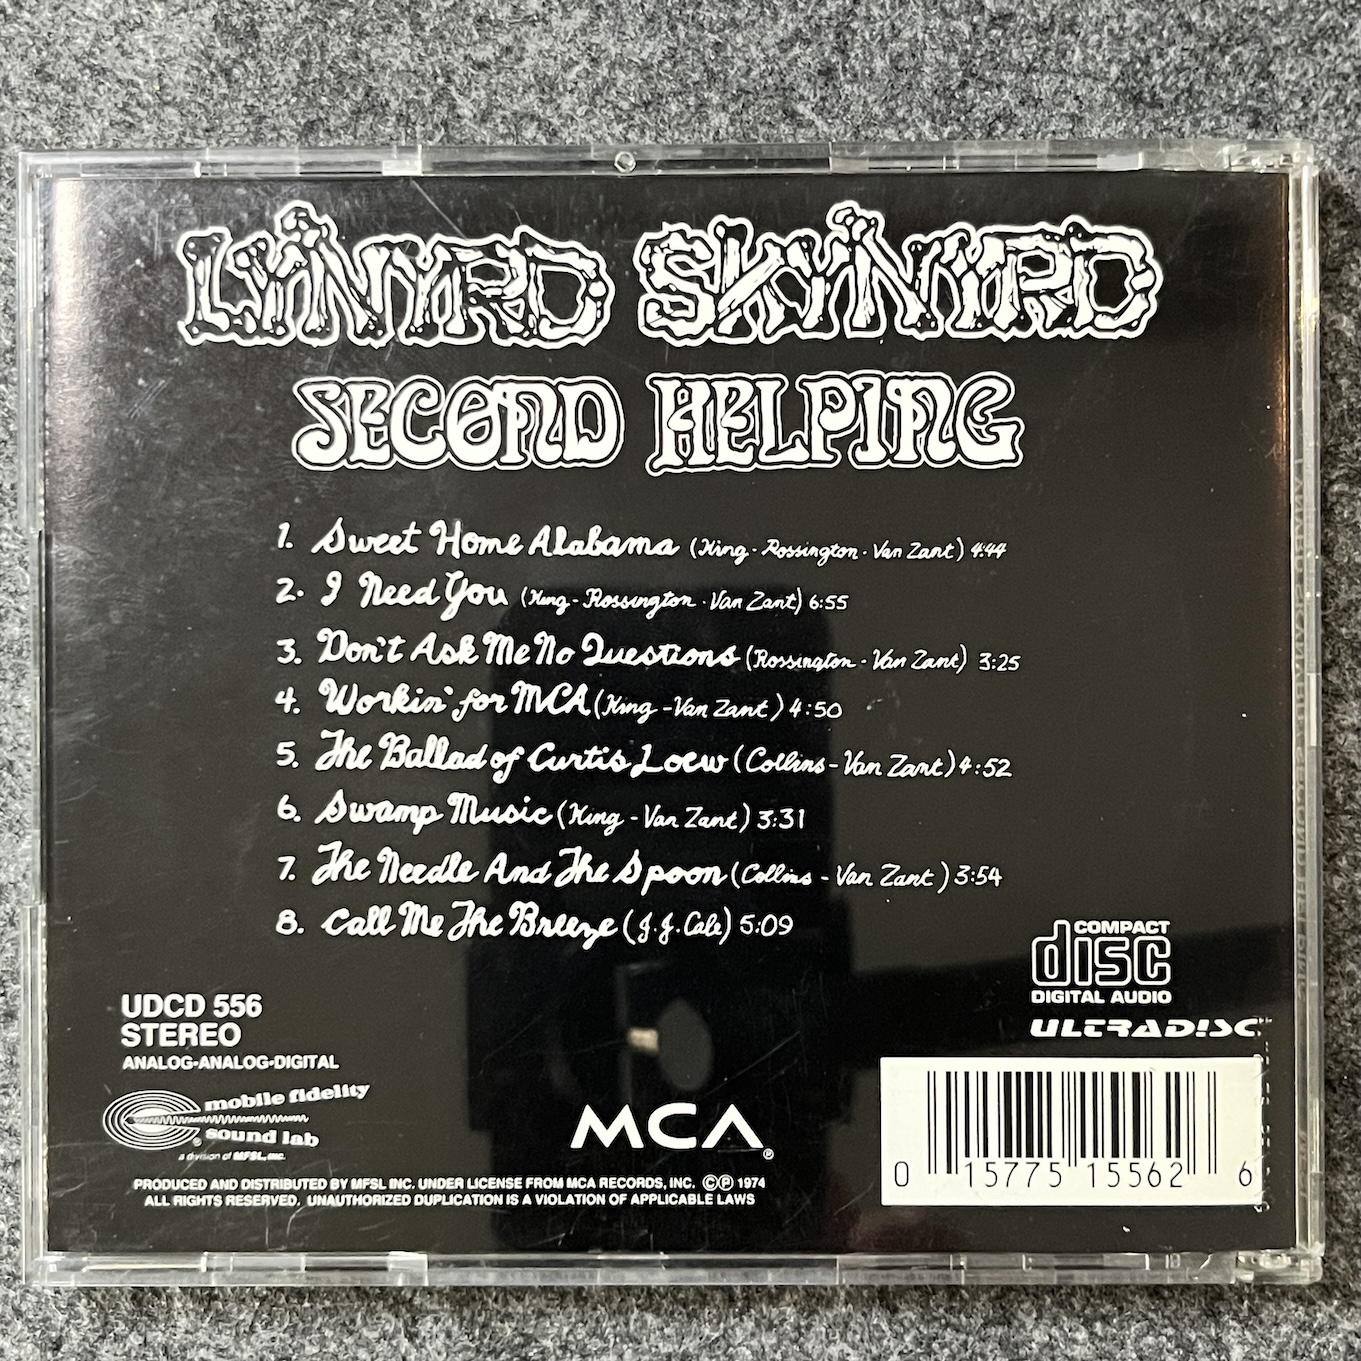 LYNYRD SKYNYRD
SECOND HELPING
1. Sweet Home Alabama (King - Rossington - Van Zant) 4:44
2. I Need You (King - Rossington - Van Zant) 6:55
3. Don't Ask Me No Questions (Rossington - Van Zant) 3:25
4. Workin' for MCA (King - Van Zant) 4:50
5. The Ballad of Curtis Loew (Collins - Van Zant) 4:52
6. Swamp Music (King - Van Zant) 3:31
7. The Needle And The Spoon (Collins - Van Zant) 3:54
8. Call Me The Breeze (J.J. Cale) 5:09
COMPACT
disc
DIGITAL AUDIO
ULTRADISC
UDCD 556
STEREO
ANALOG•ANALOG•DIGITAL
mobile fidelity
sound lab
a division of MFSL, INC.
MCA®
PRODUCED AND DISTRIBUTED BY MFSL INC. UNDER LICENSE FROM MCA RECORDS, INC. ©℗ 1974
ALL RIGHTS RESERVED. UNAUTHORIZED DUPLICATION IS A VIOLATION OF APPLICABLE LAWS
0 15775 15562 6